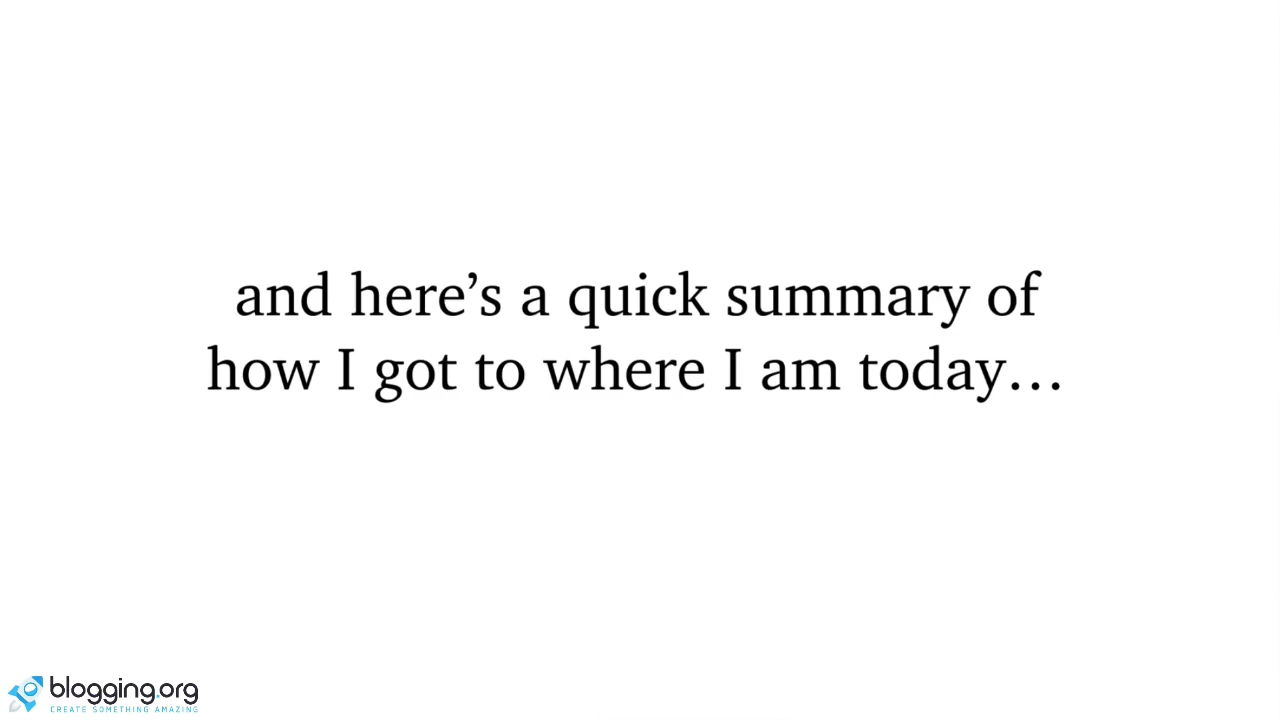 and here’s a quick summary of
how I got to where I am today…
blogging.org
CREATE SOMETHING AMAZING